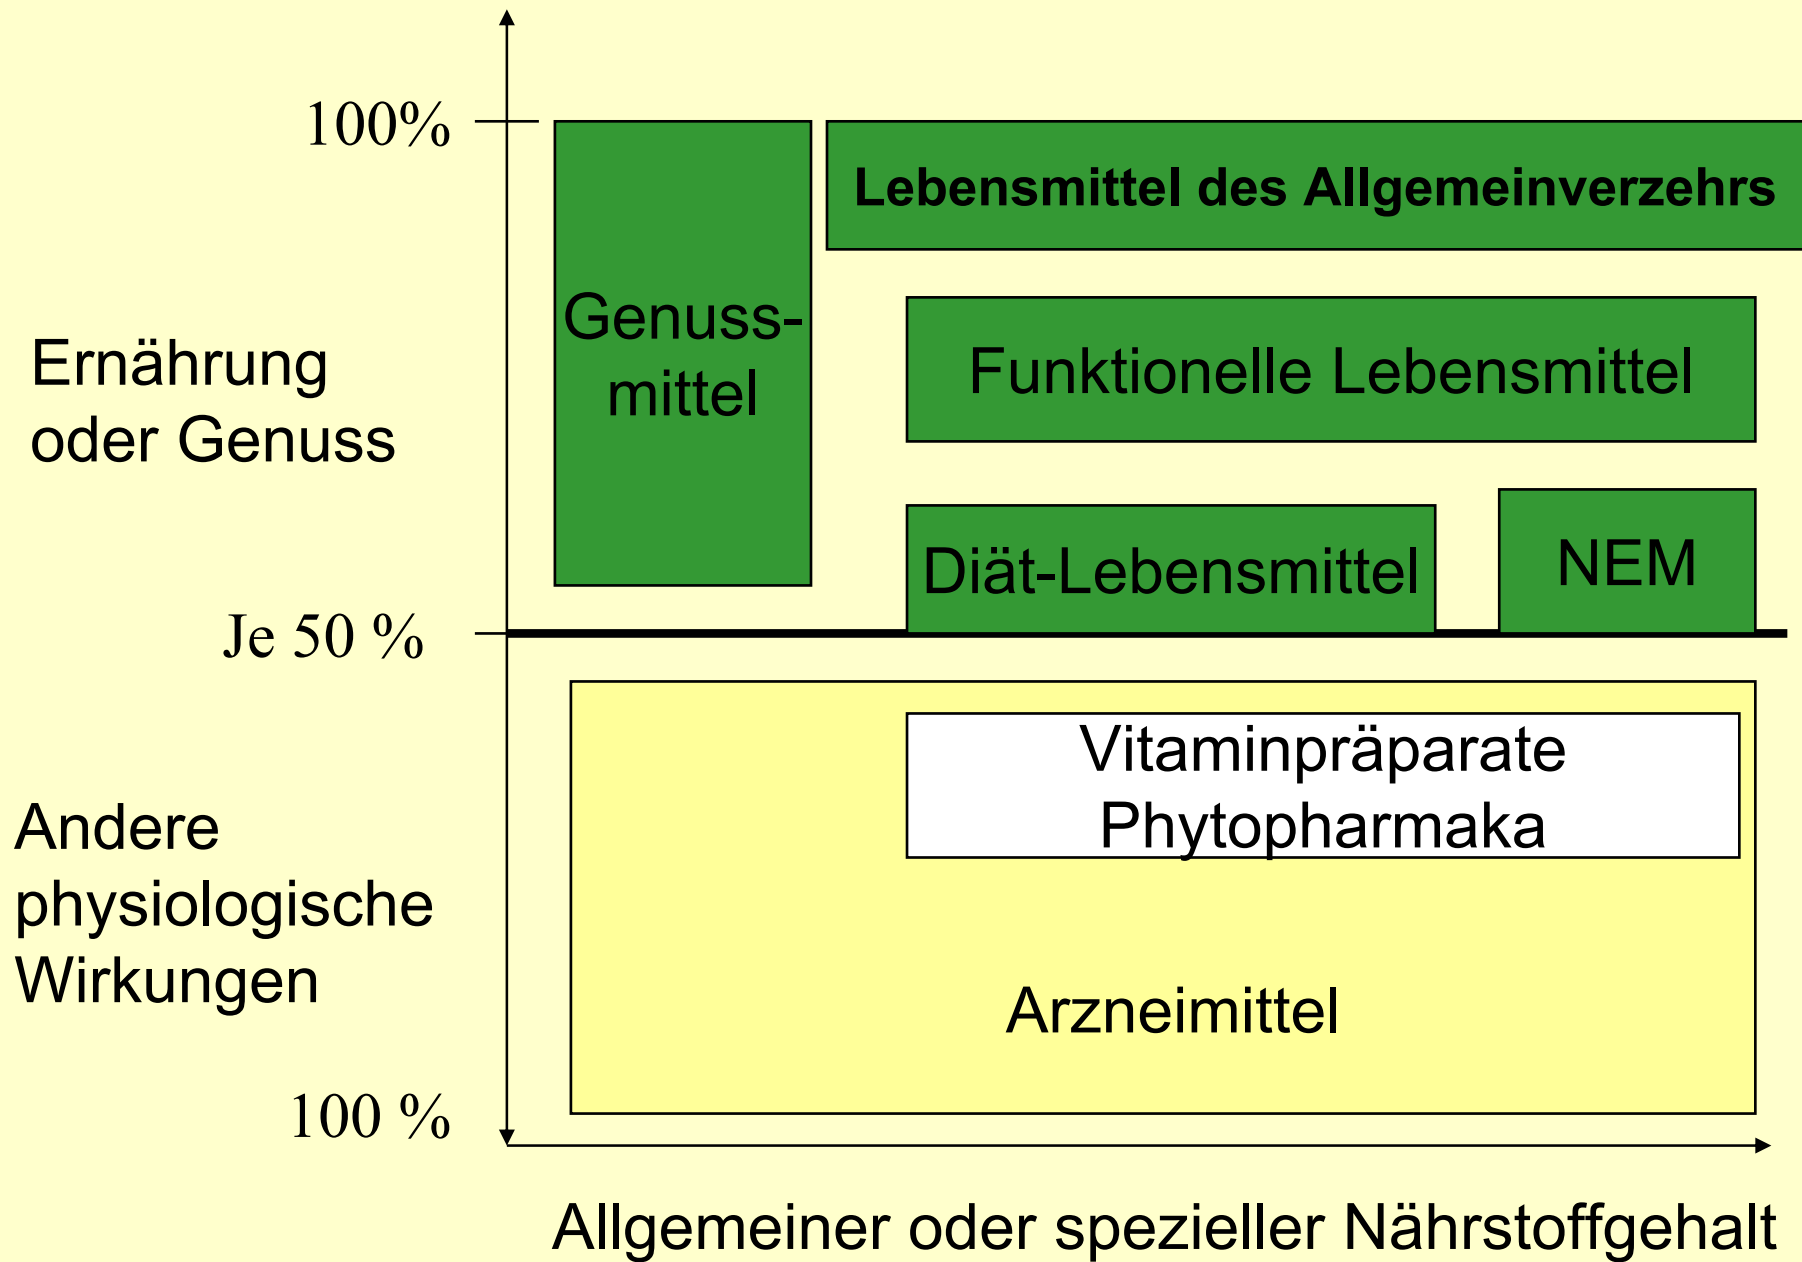 100%
Lebensmittel des Allgemeinverzehrs
Genuss-
mittel
Ernährung
oder Genuss
Funktionelle Lebensmittel
Diät-Lebensmittel
NEM
Je 50 %
Vitaminpräparate
Phytopharmaka
Andere
physiologische
Wirkungen
Arzneimittel
100 %
Allgemeiner oder spezieller Nährstoffgehalt